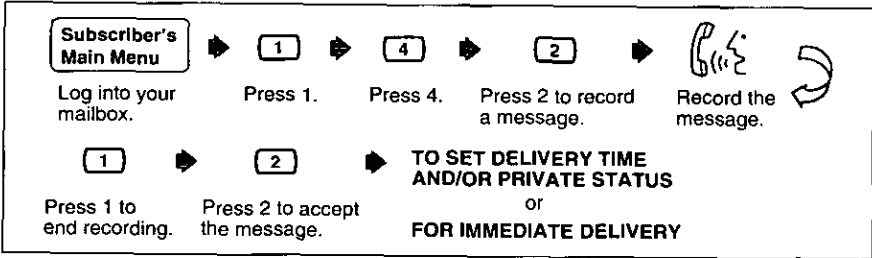 Subscriber's
Main Menu
1
4
2
Log into your
mailbox.
Press 1.
Press 4.
Press 2 to record
a message.
Record the
message.
1
2
TO SET DELIVERY TIME
AND/OR PRIVATE STATUS
or
FOR IMMEDIATE DELIVERY
Press 1 to
end recording.
Press 2 to accept
the message.